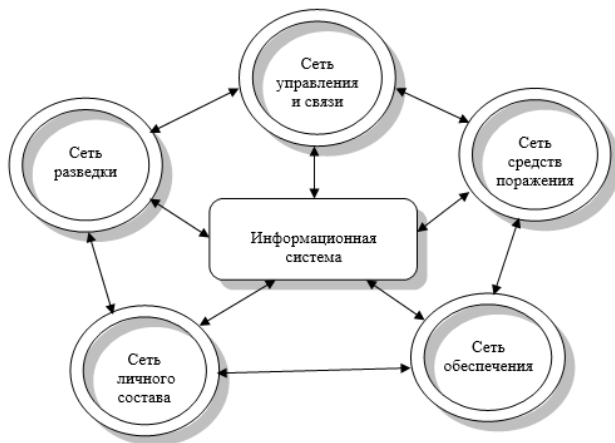 Сеть
управления
и связи
Сеть
разведки
Сеть
средств
поражения
Информационная
система
Сеть
личного
состава
Сеть
обеспечения